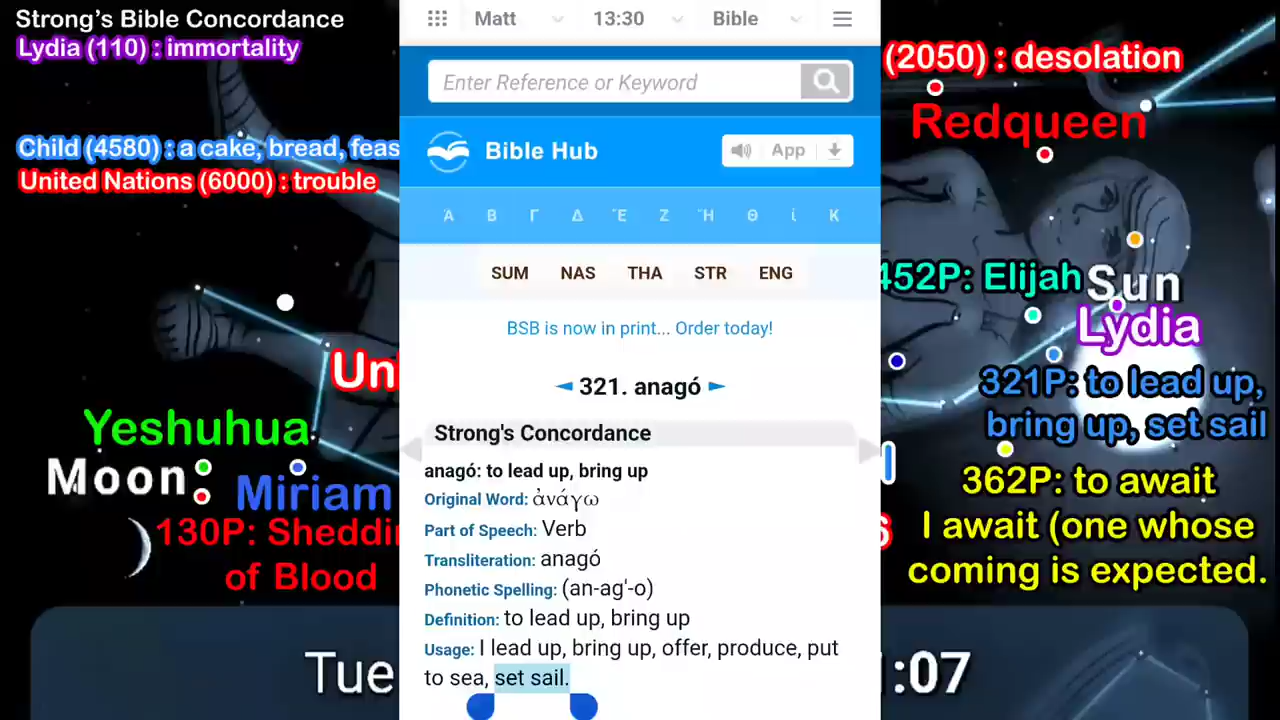 Strong's Bible Concordance
Lydia (110) : immortality
Child (4580) : a cake, bread, feas
United Nations (6000) : trouble
Un
Yeshuhua
Moon
Miriam
130P: Sheddi
of Blood
Tue
Matt 13:30 Bible
Enter Reference or Keyword
Bible Hub App
Ἀ Β Γ Δ Ἐ Ζ Ἡ Θ ἱ Κ
SUM NAS THA STR ENG
BSB is now in print... Order today!
321. anagó
Strong's Concordance
anagó: to lead up, bring up
Original Word: ἀνάγω
Part of Speech: Verb
Transliteration: anagó
Phonetic Spelling: (an-ag'-o)
Definition: to lead up, bring up
Usage: I lead up, bring up, offer, produce, put
to sea, set sail.
(2050) : desolation
Redqueen
452P: Elijah
Sun
Lydia
321P: to lead up,
bring up, set sail
362P: to await
I await (one whose
coming is expected.
:07